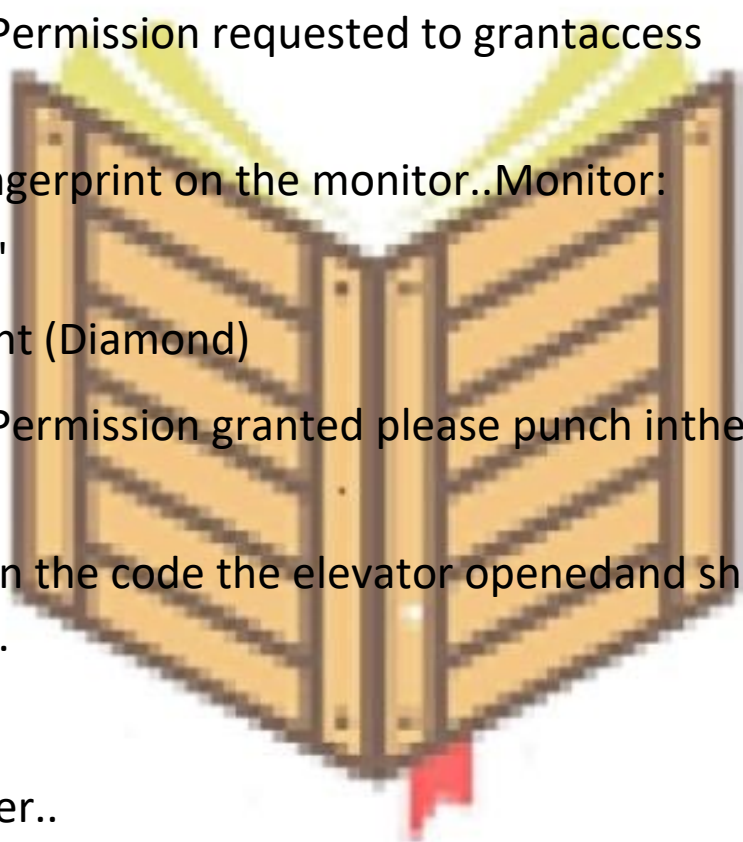 Permission requested to grantaccess
ngerprint on the monitor..Monitor:
"
nt (Diamond)
Permission granted please punch inthe
n the code the elevator openedand sh
.
er..